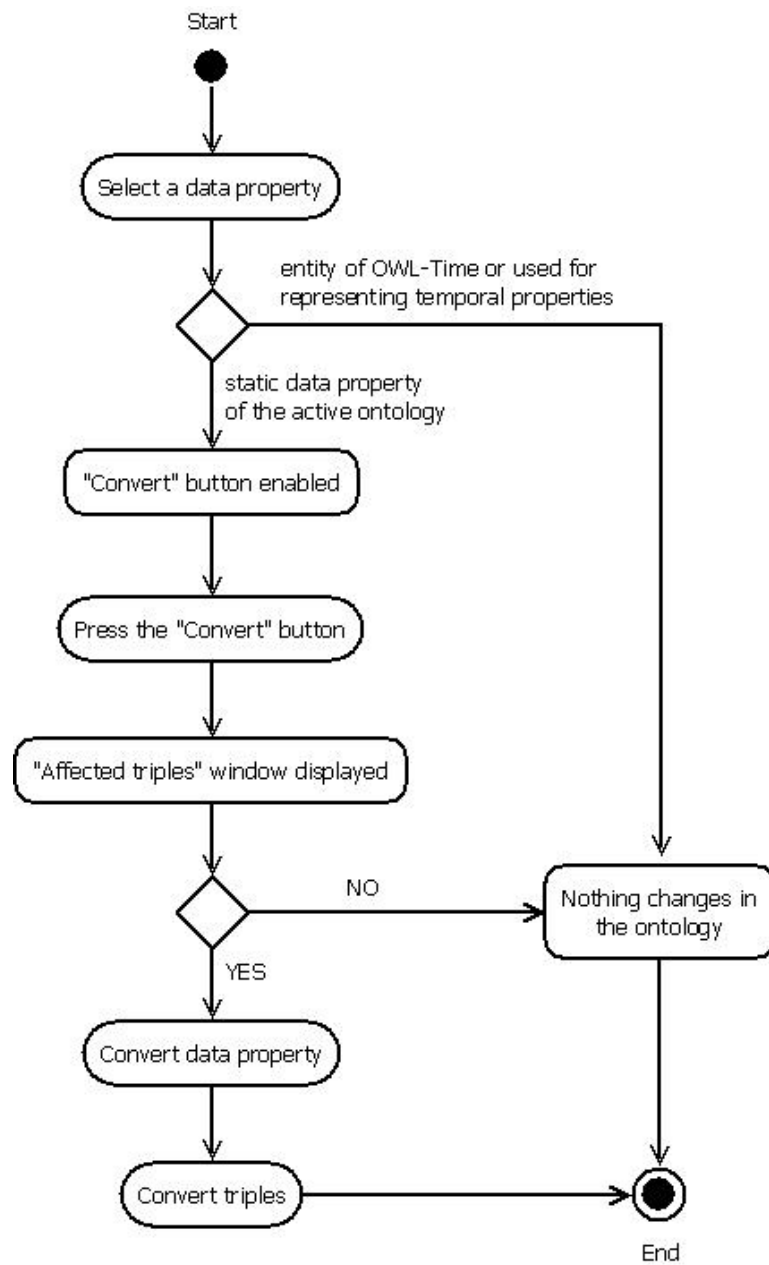 Start
Select a data property
entity of OWL-Time or used for
representing temporal properties
static data property
of the active ontology
"Convert" button enabled
Press the "Convert" button
"Affected triples" window displayed
NO
Nothing changes in
the ontology
YES
Convert data property
Convert triples
End